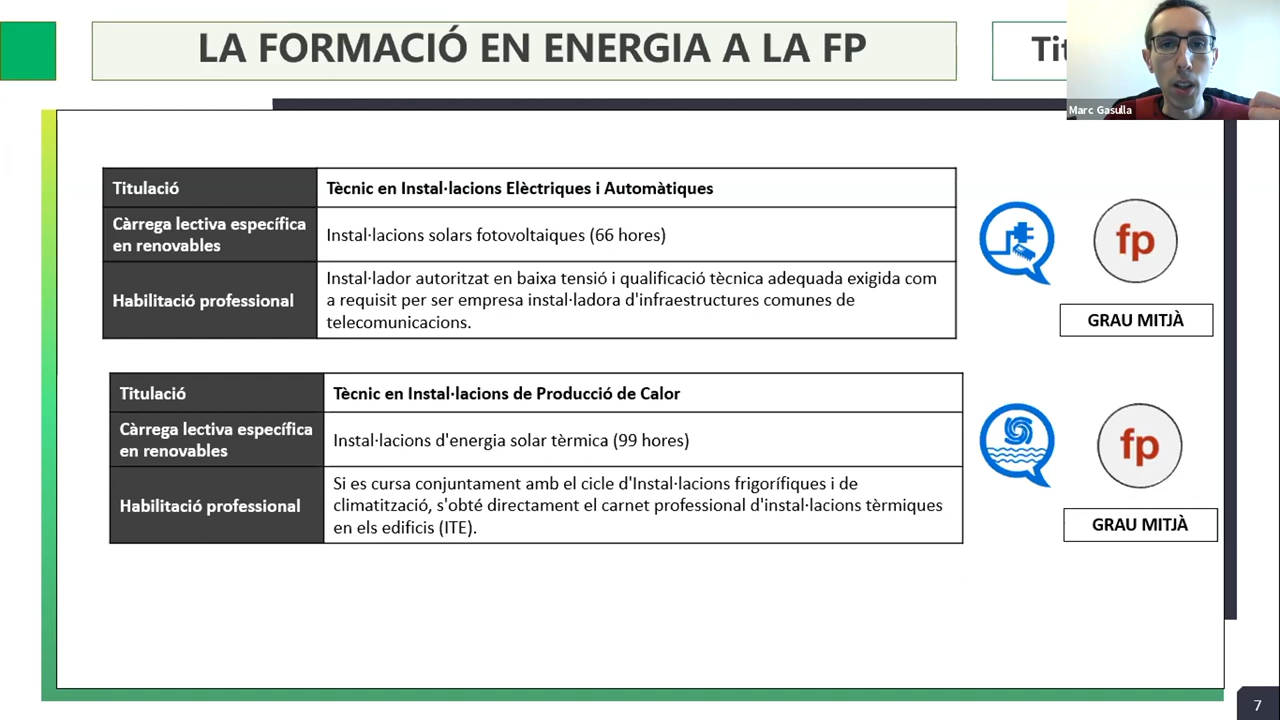 LA FORMACIÓ EN ENERGIA A LA FP
Marc Gasulla
Titulació
Tècnic en Instal·lacions Elèctriques i Automàtiques
Càrrega lectiva específica
en renovables
Instal·lacions solars fotovoltaiques (66 hores)
Habilitació professional
Instal·lador autoritzat en baixa tensió i qualificació tècnica adequada exigida com
a requisit per ser empresa instal·ladora d'infraestructures comunes de
telecomunicacions.
fp
GRAU MITJÀ
Titulació
Tècnic en Instal·lacions de Producció de Calor
Càrrega lectiva específica
en renovables
Instal·lacions d'energia solar tèrmica (99 hores)
Habilitació professional
Si es cursa conjuntament amb el cicle d'Instal·lacions frigorífiques i de
climatització, s'obté directament el carnet professional d'instal·lacions tèrmiques
en els edificis (ITE).
fp
GRAU MITJÀ
7